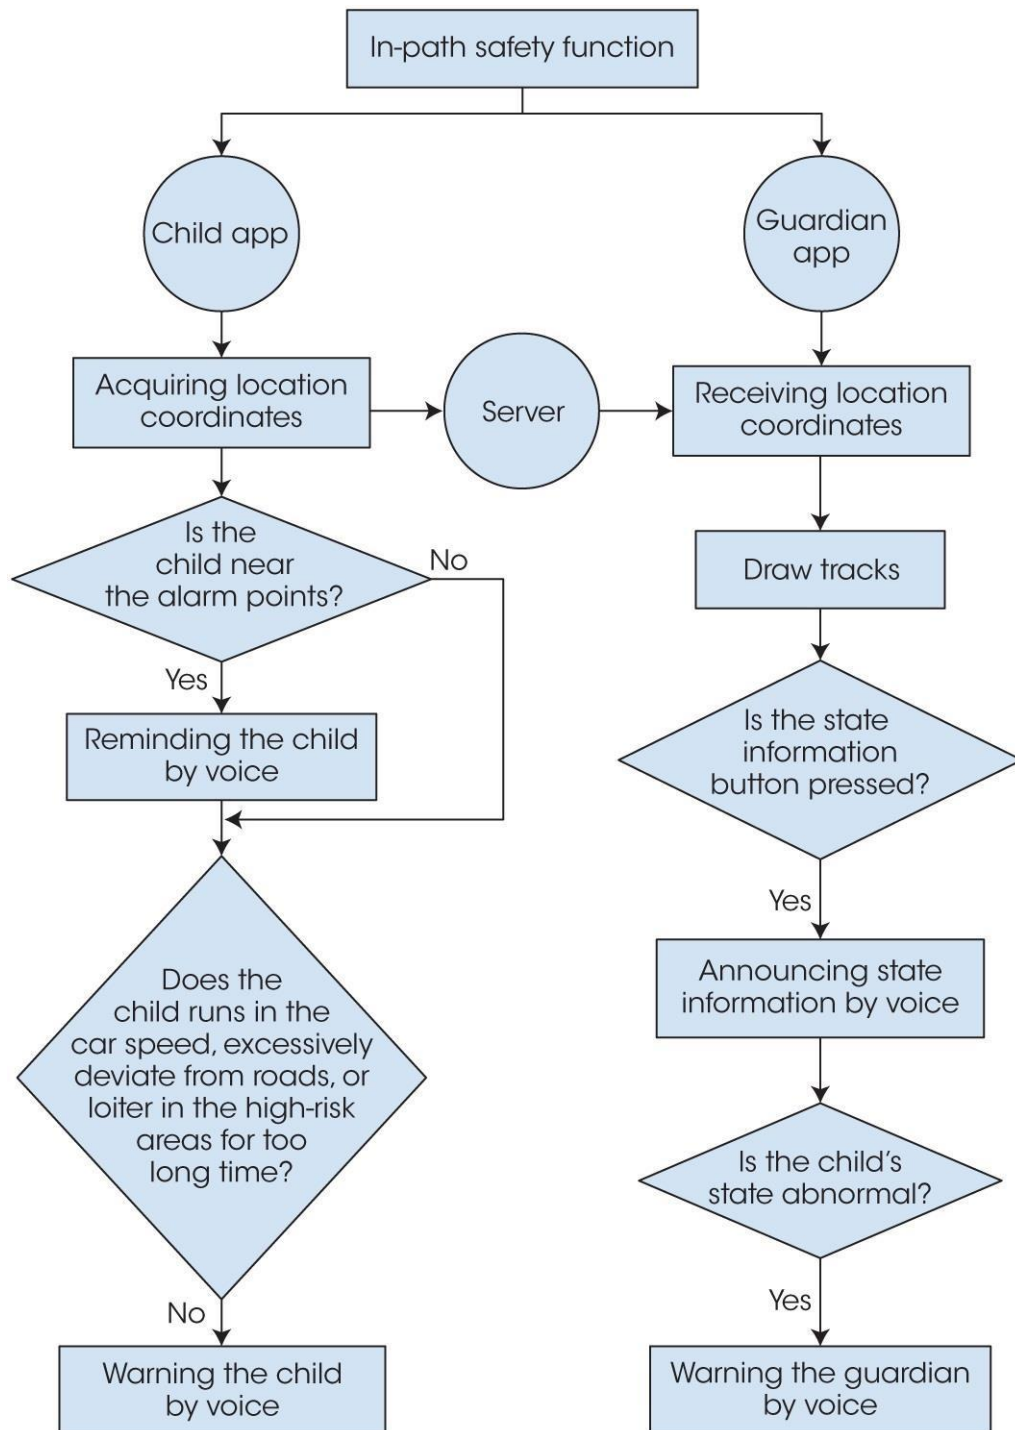 In-path safety function
Child app
Guardian
app
Acquiring location
coordinates
Server
Receiving location
coordinates
Is the
child near
the alarm points?
No
Draw tracks
Yes
Reminding the child
by voice
Is the state
information
button pressed?
Yes
Does the
child runs in the
car speed, excessively
deviate from roads, or
loiter in the high-risk
areas for too
long time?
Announcing state
information by voice
Is the child's
state abnormal?
No
Yes
Warning the child
by voice
Warning the guardian
by voice